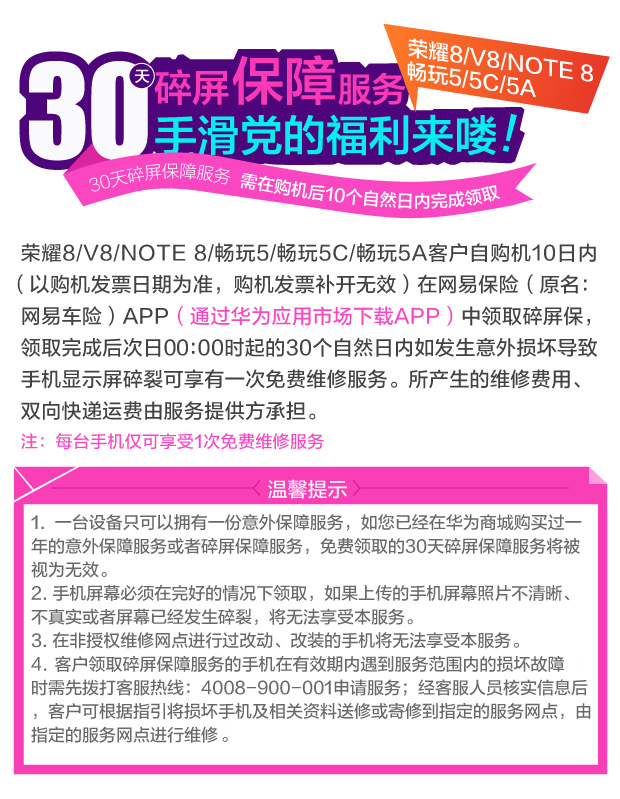 荣耀8/V8/NOTE 8
畅玩5/5C/5A
30天碎屏保障服务
手滑党的福利来喽!
30天碎屏保障服务 需在购机后10个自然日内完成领取
荣耀8/V8/NOTE 8/畅玩5/畅玩5C/畅玩5A客户自购机10日内
（以购机发票日期为准，购机发票补开无效）在网易保险（原名：
网易车险）APP（通过华为应用市场下载APP）中领取碎屏保，
领取完成后次日00:00时起的30个自然日内如发生意外损坏导致
手机显示屏碎裂可享有一次免费维修服务。所产生的维修费用、
双向快递运费由服务提供方承担。
注：每台手机仅可享受1次免费维修服务
温馨提示
1. 一台设备只可以拥有一份意外保障服务，如您已经在华为商城购买过一
年的意外保障服务或者碎屏保障服务，免费领取的30天碎屏保障服务将被
视为无效。
2. 手机屏幕必须在完好的情况下领取，如果上传的手机屏幕照片不清晰、
不真实或者屏幕已经发生碎裂，将无法享受本服务。
3. 在非授权维修网点进行过改动、改装的手机将无法享受本服务。
4. 客户领取碎屏保障服务的手机在有效期内遇到服务范围内的损坏故障
时需先拨打客服热线：4008-900-001申请服务；经客服人员核实信息后
，客户可根据指引将损坏手机及相关资料送修或寄修到指定的服务网点，由
指定的服务网点进行维修。